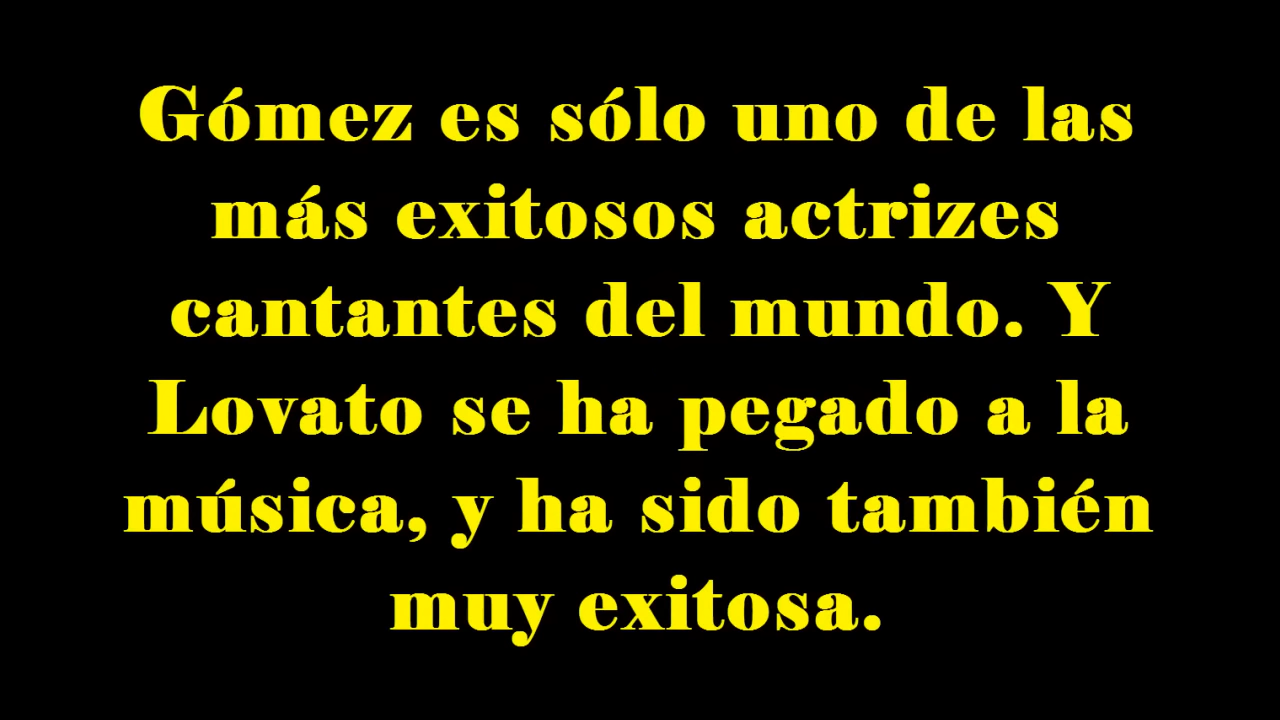 Gómez es sólo uno de las
más exitosos actrizes
cantantes del mundo. Y
Lovato se ha pegado a la
música, y ha sido también
muy exitosa.